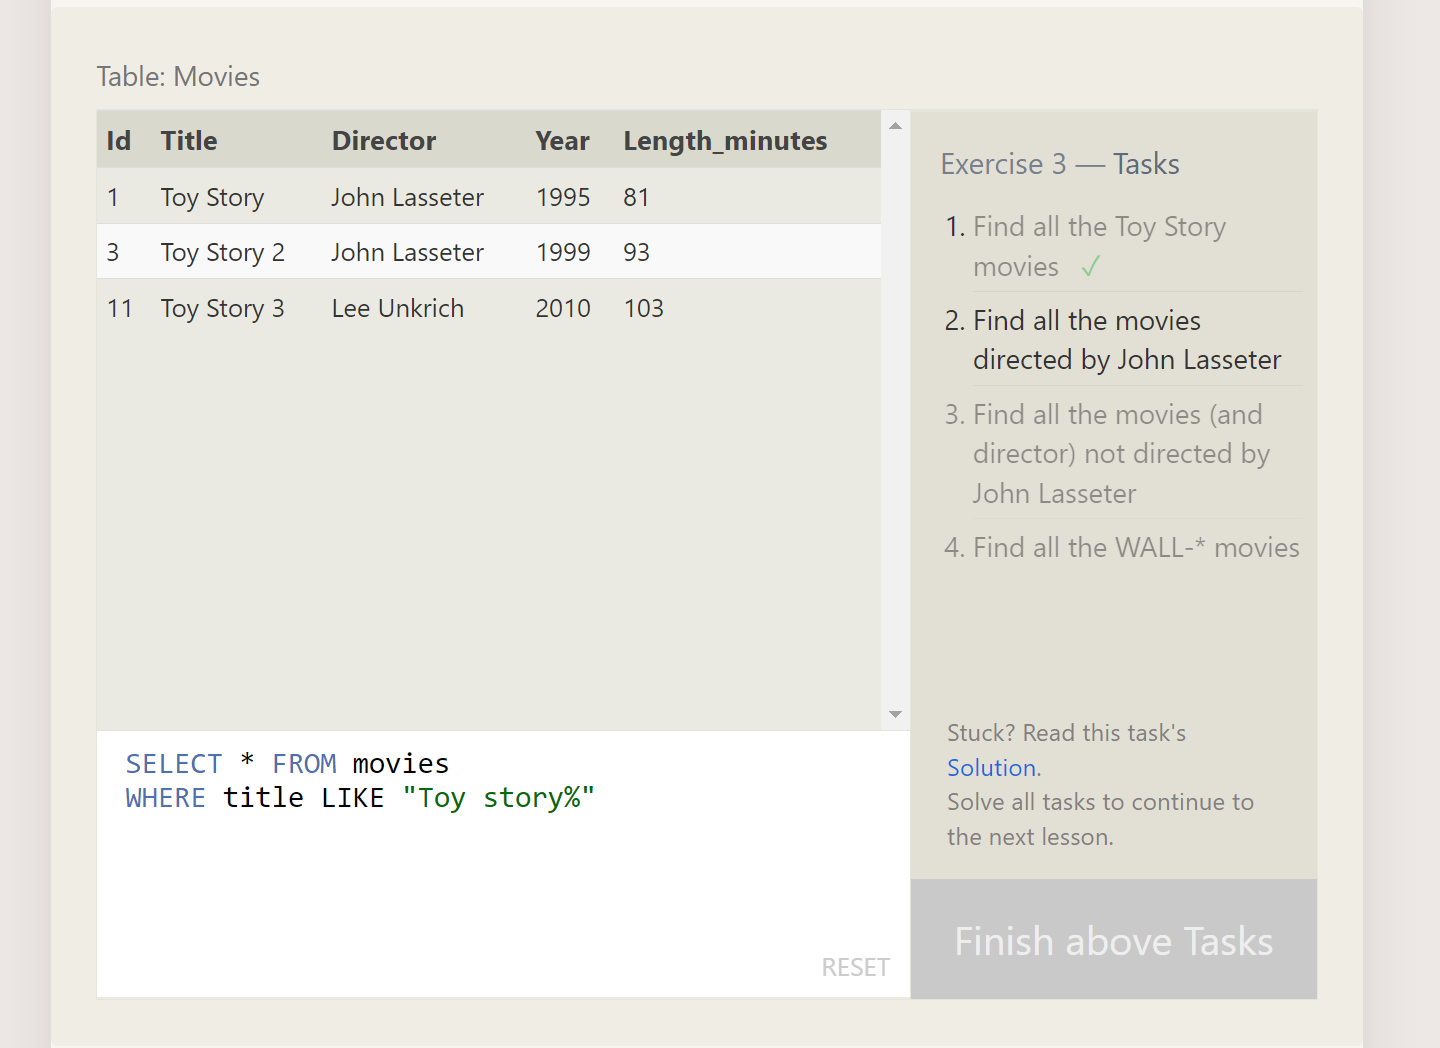 Table: Movies
Id Title Director Year Length_minutes
1 Toy Story John Lasseter 1995 81
3 Toy Story 2 John Lasseter 1999 93
11 Toy Story 3 Lee Unkrich 2010 103
SELECT * FROM movies
WHERE title LIKE "Toy story%"
RESET
Exercise 3 — Tasks
1. Find all the Toy Story
movies ✓
2. Find all the movies
directed by John Lasseter
3. Find all the movies (and
director) not directed by
John Lasseter
4. Find all the WALL-* movies
Stuck? Read this task's
Solution.
Solve all tasks to continue to
the next lesson.
Finish above Tasks